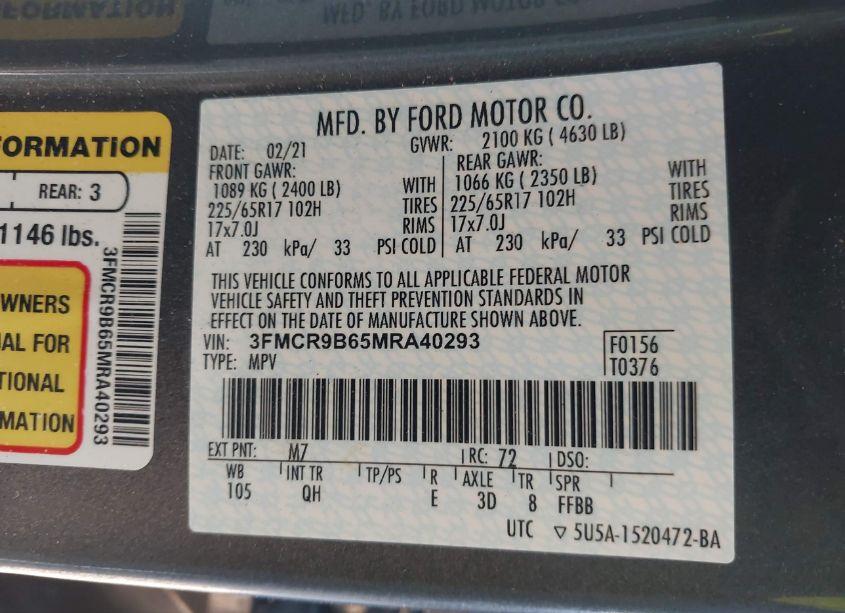 MFD. BY FORD MOTOR CO.
DATE: 02/21 GVWR: 2100 KG ( 4630 LB)
FRONT GAWR: REAR GAWR:
1089 KG ( 2400 LB) WITH 1066 KG ( 2350 LB) WITH
225/65R17 102H TIRES 225/65R17 102H TIRES
17x7.0J RIMS 17x7.0J RIMS
AT 230 kPa/ 33 PSI COLD AT 230 kPa/ 33 PSI COLD
THIS VEHICLE CONFORMS TO ALL APPLICABLE FEDERAL MOTOR
VEHICLE SAFETY AND THEFT PREVENTION STANDARDS IN
EFFECT ON THE DATE OF MANUFACTURE SHOWN ABOVE.
VIN: 3FMCR9B65MRA40293 F0156
TYPE: MPV T0376
EXT PNT: M7 RC: 72 DSO:
WB INT TR TP/PS R AXLE TR SPR
105 QH E 3D 8 FFBB
UTC ▽ 5U5A-1520472-BA
ORMATION
REAR: 3
1146 lbs.
3FMCR9B65MRA40293
WNERS
AL FOR
TIONAL
MATION
ORMATION
MFD. BY FORD MOTOR CO